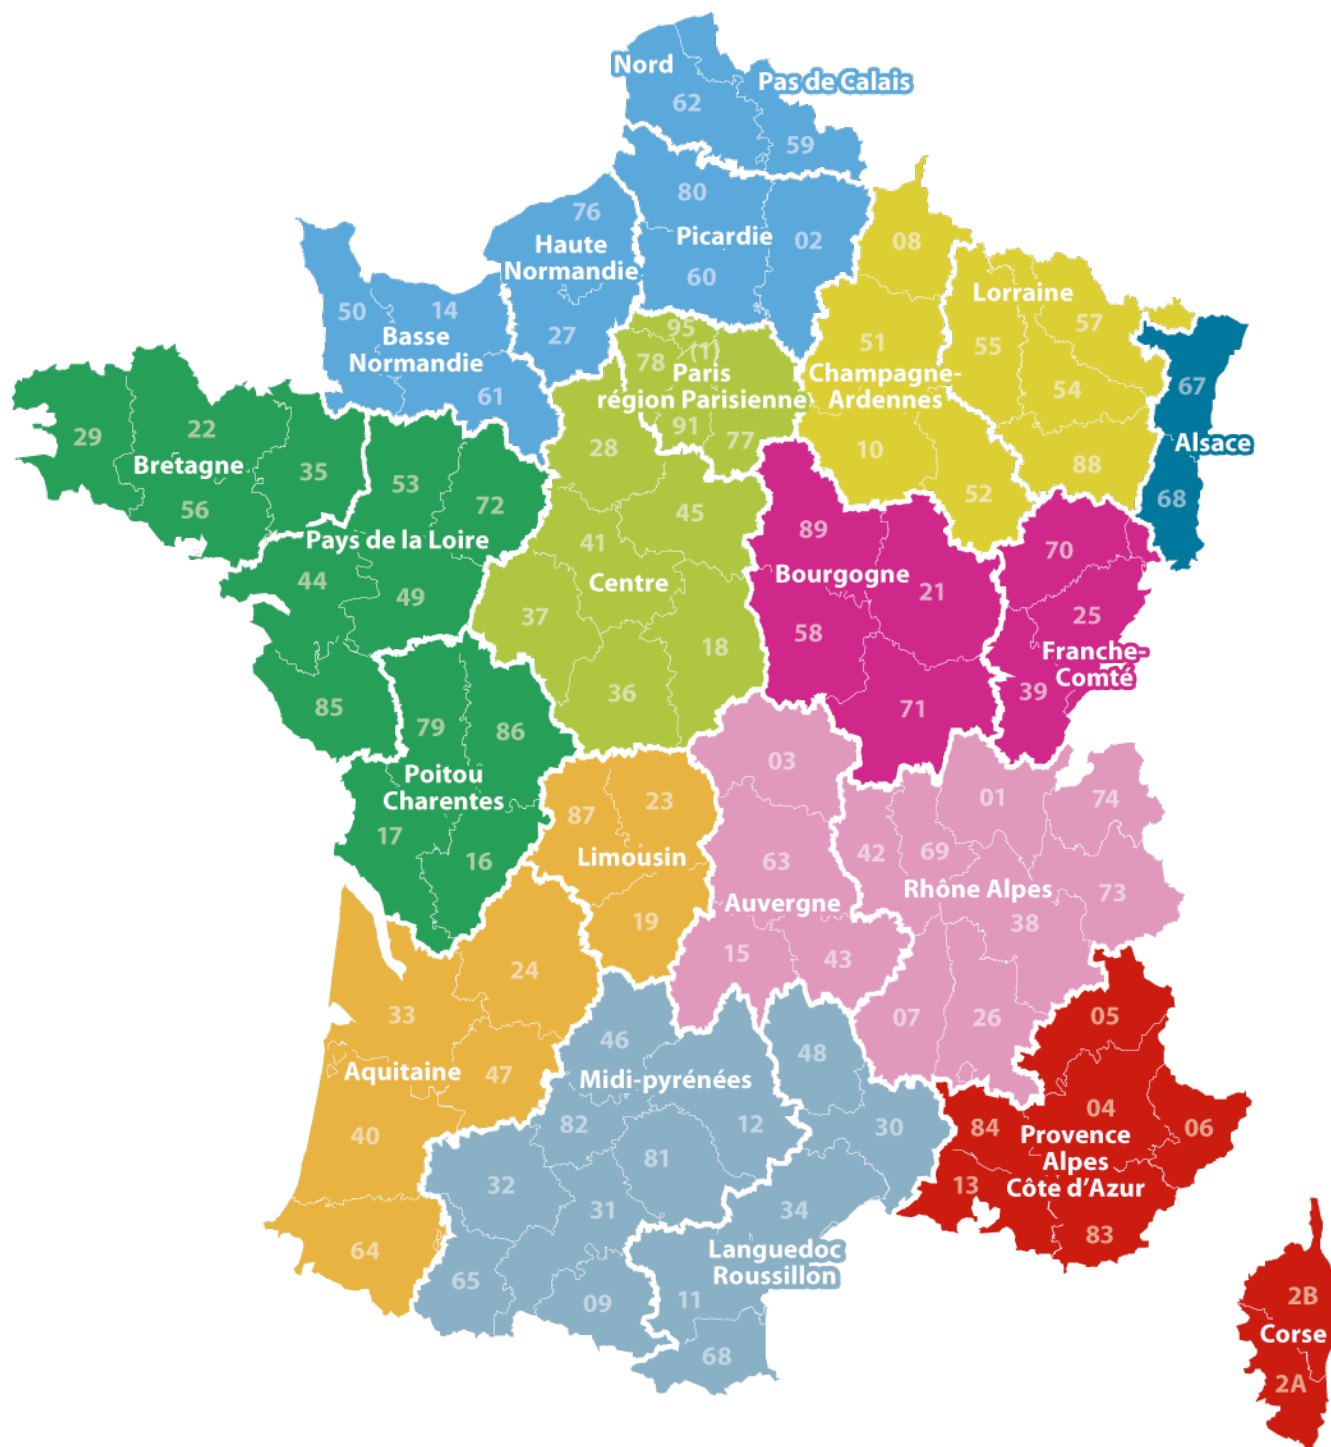 Nord
Pas de Calais
62
59
80
76
Picardie
02
08
Haute
Normandie
60
Lorraine
50
14
27
95
57
Basse
Normandie
51
55
(1)
78
Paris
région Parisienne
Champagne-
Ardennes
54
67
61
91
77
29
22
28
10
88
Alsace
Bretagne
35
53
72
52
68
56
45
89
Pays de la Loire
41
70
44
49
Centre
Bourgogne
21
37
58
25
18
Franche-
Comté
36
39
85
79
86
71
03
Poitou
Charentes
87
23
01
74
17
16
Limousin
63
42
69
Auvergne
Rhône Alpes
73
19
38
15
43
24
33
07
26
05
46
48
Aquitaine
47
Midi-pyrénées
04
40
82
12
30
84
06
Provence
Alpes
Côte d’Azur
81
32
13
31
34
83
64
Languedoc
Roussillon
65
09
11
2B
Corse
68
2A